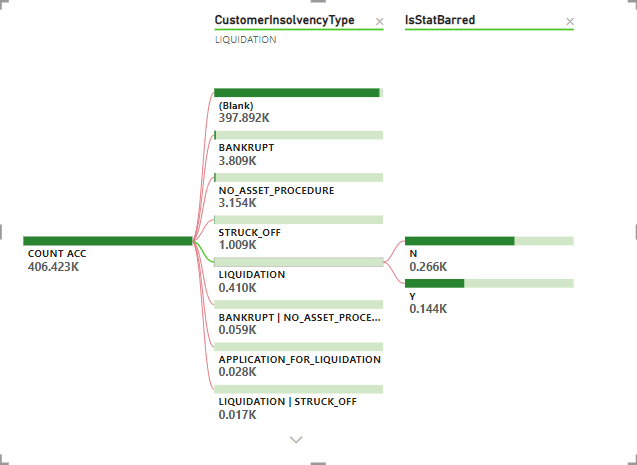 CustomerInsolvencyType
IsStatBarred
LIQUIDATION
(Blank)
397.892K
BANKRUPT
3.809K
NO_ASSET_PROCEDURE
3.154K
STRUCK_OFF
1.009K
COUNT ACC
406.423K
LIQUIDATION
0.410K
N
0.266K
Y
0.144K
BANKRUPT | NO_ASSET_PROCE...
0.059K
APPLICATION_FOR_LIQUIDATION
0.028K
LIQUIDATION | STRUCK_OFF
0.017K